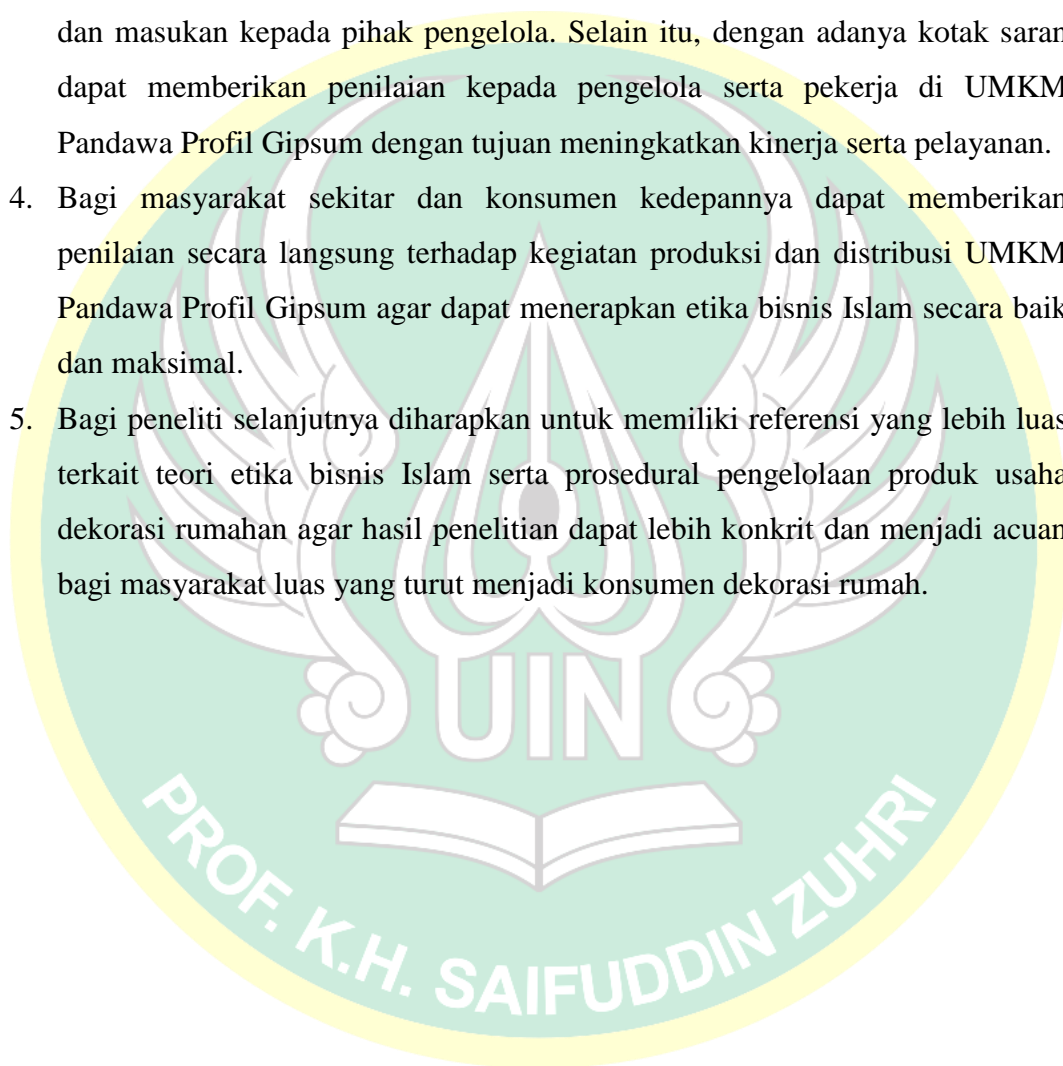 dan masukan kepada pihak pengelola. Selain itu, dengan adanya kotak saran
dapat memberikan penilaian kepada pengelola serta pekerja di UMKM
Pandawa Profil Gipsum dengan tujuan meningkatkan kinerja serta pelayanan.
4. Bagi masyarakat sekitar dan konsumen kedepannya dapat memberikan
penilaian secara langsung terhadap kegiatan produksi dan distribusi UMKM
Pandawa Profil Gipsum agar dapat menerapkan etika bisnis Islam secara baik
dan maksimal.
5. Bagi peneliti selanjutnya diharapkan untuk memiliki referensi yang lebih luas
terkait teori etika bisnis Islam serta prosedural pengelolaan produk usaha
dekorasi rumahan agar hasil penelitian dapat lebih konkrit dan menjadi acuan
bagi masyarakat luas yang turut menjadi konsumen dekorasi rumah.
UIN
PROF. K.H. SAIFUDDIN ZUHRI